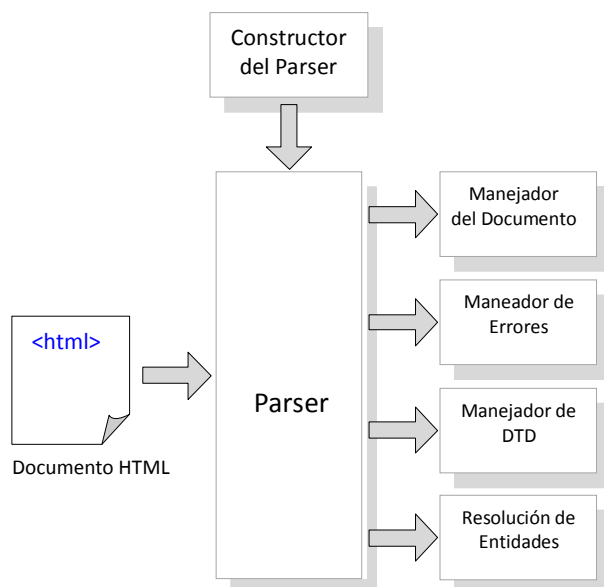 Constructor
del Parser
Manejador
del Documento
<html>
Maneador de
Errores
Parser
Manejador de
DTD
Documento HTML
Resolución de
Entidades